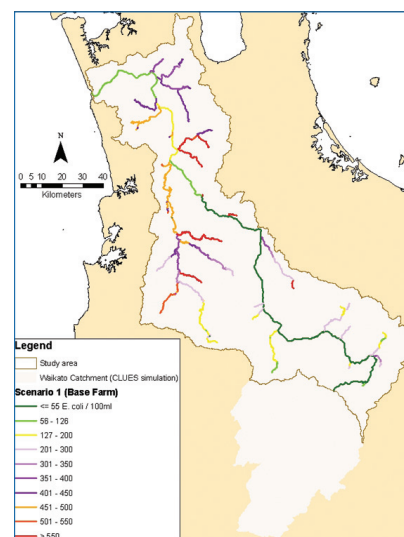 N
0 5 10 20 30 40
Kilometers
Legend
Study area
Waikato Catchment (CLUES simulation)
Scenario 1 (Base Farm)
<= 55 E. coli / 100ml
56 - 126
127 - 200
201 - 300
301 - 350
351 - 400
401 - 450
451 - 500
501 - 550
> 550